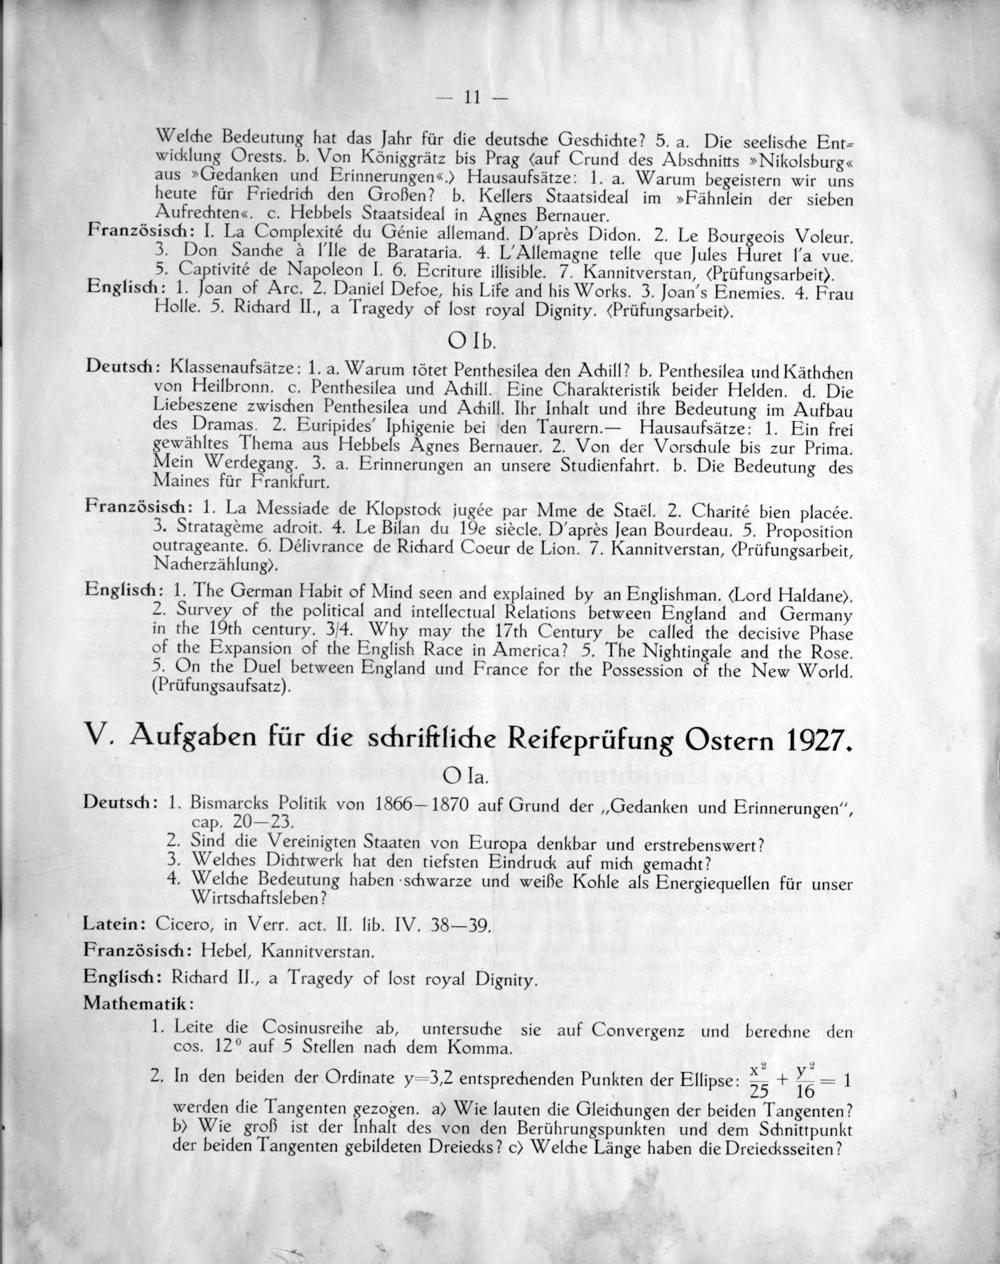 — 11 —
Welche Bedeutung hat das Jahr für die deutsche Geschichte? 5. a. Die seelische Ent-
wicklung Orests. b. Von Königgrätz bis Prag (auf Crund des Abschnitts »Nikolsburg«
aus »Gedanken und Erinnerungen«.) Hausaufsätze: 1. a. Warum begeistern wir uns
heute für Friedrich den Großen? b. Kellers Staatsideal im »Fähnlein der sieben
Aufrechten«. c. Hebbels Staatsideal in Agnes Bernauer.
Französisch: I. La Complexité du Génie allemand. D'après Didon. 2. Le Bourgeois Voleur.
3. Don Sanche à l'Ile de Barataria. 4. L'Allemagne telle que Jules Huret l'a vue.
5. Captivité de Napoleon I. 6. Ecriture illisible. 7. Kannitverstan, (Prüfungsarbeit).
Englisch: 1. Joan of Arc. 2. Daniel Defoe, his Life and his Works. 3. Joan's Enemies. 4. Frau
Holle. 5. Richard II., a Tragedy of lost royal Dignity. (Prüfungsarbeit).
O Ib.
Deutsch: Klassenaufsätze: 1. a. Warum tötet Penthesilea den Achill? b. Penthesilea und Käthchen
von Heilbronn. c. Penthesilea und Achill. Eine Charakteristik beider Helden. d. Die
Liebeszene zwischen Penthesilea und Achill. Ihr Inhalt und ihre Bedeutung im Aufbau
des Dramas. 2. Euripides' Iphigenie bei den Taurern.— Hausaufsätze: 1. Ein frei
gewähltes Thema aus Hebbels Agnes Bernauer. 2. Von der Vorschule bis zur Prima.
Mein Werdegang. 3. a. Erinnerungen an unsere Studienfahrt. b. Die Bedeutung des
Maines für Frankfurt.
Französisch: 1. La Messiade de Klopstock jugée par Mme de Staël. 2. Charité bien placée.
3. Stratagème adroit. 4. Le Bilan du 19e siècle. D'après Jean Bourdeau. 5. Proposition
outrageante. 6. Délivrance de Richard Coeur de Lion. 7. Kannitverstan, (Prüfungsarbeit,
Nacherzählung).
Englisch: 1. The German Habit of Mind seen and explained by an Englishman. (Lord Haldane).
2. Survey of the political and intellectual Relations between England and Germany
in the 19th century. 3/4. Why may the 17th Century be called the decisive Phase
of the Expansion of the English Race in America? 5. The Nightingale and the Rose.
5. On the Duel between England und France for the Possession of the New World.
(Prüfungsaufsatz).
V. Aufgaben für die schriftliche Reifeprüfung Ostern 1927.
O Ia.
Deutsch: 1. Bismarcks Politik von 1866—1870 auf Grund der „Gedanken und Erinnerungen",
cap. 20—23.
2. Sind die Vereinigten Staaten von Europa denkbar und erstrebenswert?
3. Welches Dichtwerk hat den tiefsten Eindruck auf mich gemacht?
4. Welche Bedeutung haben schwarze und weiße Kohle als Energiequellen für unser
Wirtschaftsleben?
Latein: Cicero, in Verr. act. II. lib. IV. 38—39.
Französisch: Hebel, Kannitverstan.
Englisch: Richard II., a Tragedy of lost royal Dignity.
Mathematik:
1. Leite die Cosinusreihe ab, untersuche sie auf Convergenz und berechne den
cos. 12⁰ auf 5 Stellen nach dem Komma.
2. In den beiden der Ordinate y=3,2 entsprechenden Punkten der Ellipse: x²/25 + y²/16 = 1
werden die Tangenten gezogen. a) Wie lauten die Gleichungen der beiden Tangenten?
b) Wie groß ist der Inhalt des von den Berührungspunkten und dem Schnittpunkt
der beiden Tangenten gebildeten Dreiecks? c) Welche Länge haben die Dreiecksseiten?